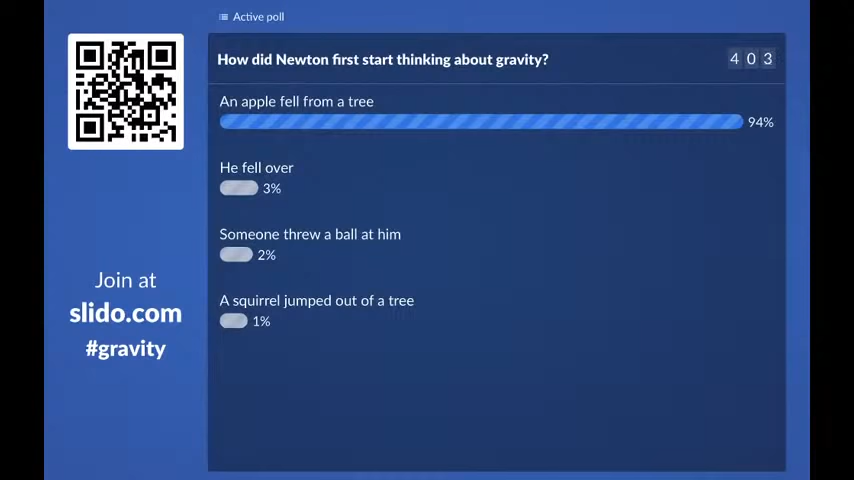 Active poll
How did Newton first start thinking about gravity?
403
An apple fell from a tree
94%
He fell over
3%
Someone threw a ball at him
2%
A squirrel jumped out of a tree
1%
Join at
slido.com
#gravity